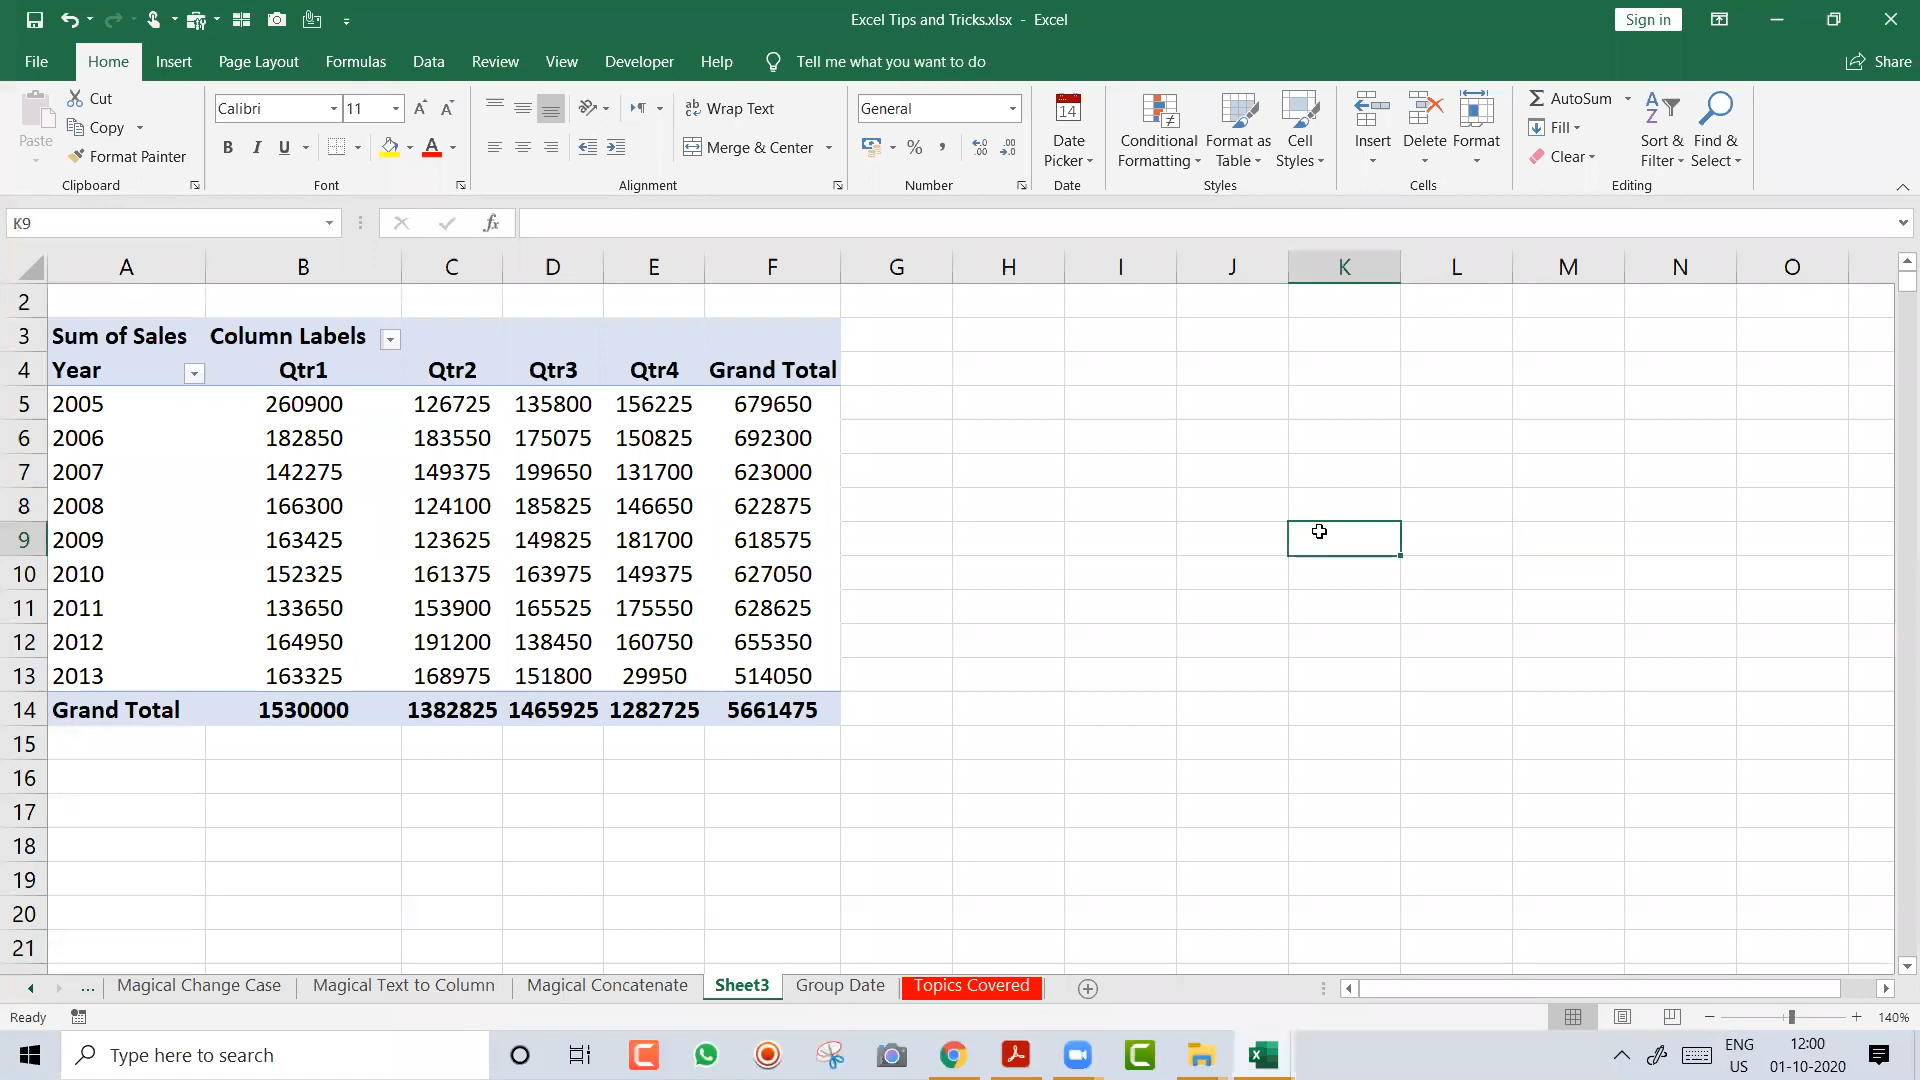 Excel Tips and Tricks.xlsx - Excel
Sign in
File Home Insert Page Layout Formulas Data Review View Developer Help Tell me what you want to do Share
Paste
Cut
Copy
Format Painter
Clipboard
Calibri 11
B I U A
Font
ab Wrap Text
Merge & Center
Alignment
General
% ,
Number
14
Date Picker
Date
Conditional Formatting
Format as Table
Cell Styles
Styles
Insert Delete Format
Cells
AutoSum
Fill
Clear
Sort & Filter
Find & Select
Editing
K9 fx
A B C D E F G H I J K L M N O
2
3 Sum of Sales Column Labels
4 Year Qtr1 Qtr2 Qtr3 Qtr4 Grand Total
5 2005 260900 126725 135800 156225 679650
6 2006 182850 183550 175075 150825 692300
7 2007 142275 149375 199650 131700 623000
8 2008 166300 124100 185825 146650 622875
9 2009 163425 123625 149825 181700 618575
10 2010 152325 161375 163975 149375 627050
11 2011 133650 153900 165525 175550 628625
12 2012 164950 191200 138450 160750 655350
13 2013 163325 168975 151800 29950 514050
14 Grand Total 1530000 1382825 1465925 1282725 5661475
15
16
17
18
19
20
21
... Magical Change Case Magical Text to Column Magical Concatenate Sheet3 Group Date Topics Covered
Ready 140%
Type here to search
ENG
US
12:00
01-10-2020